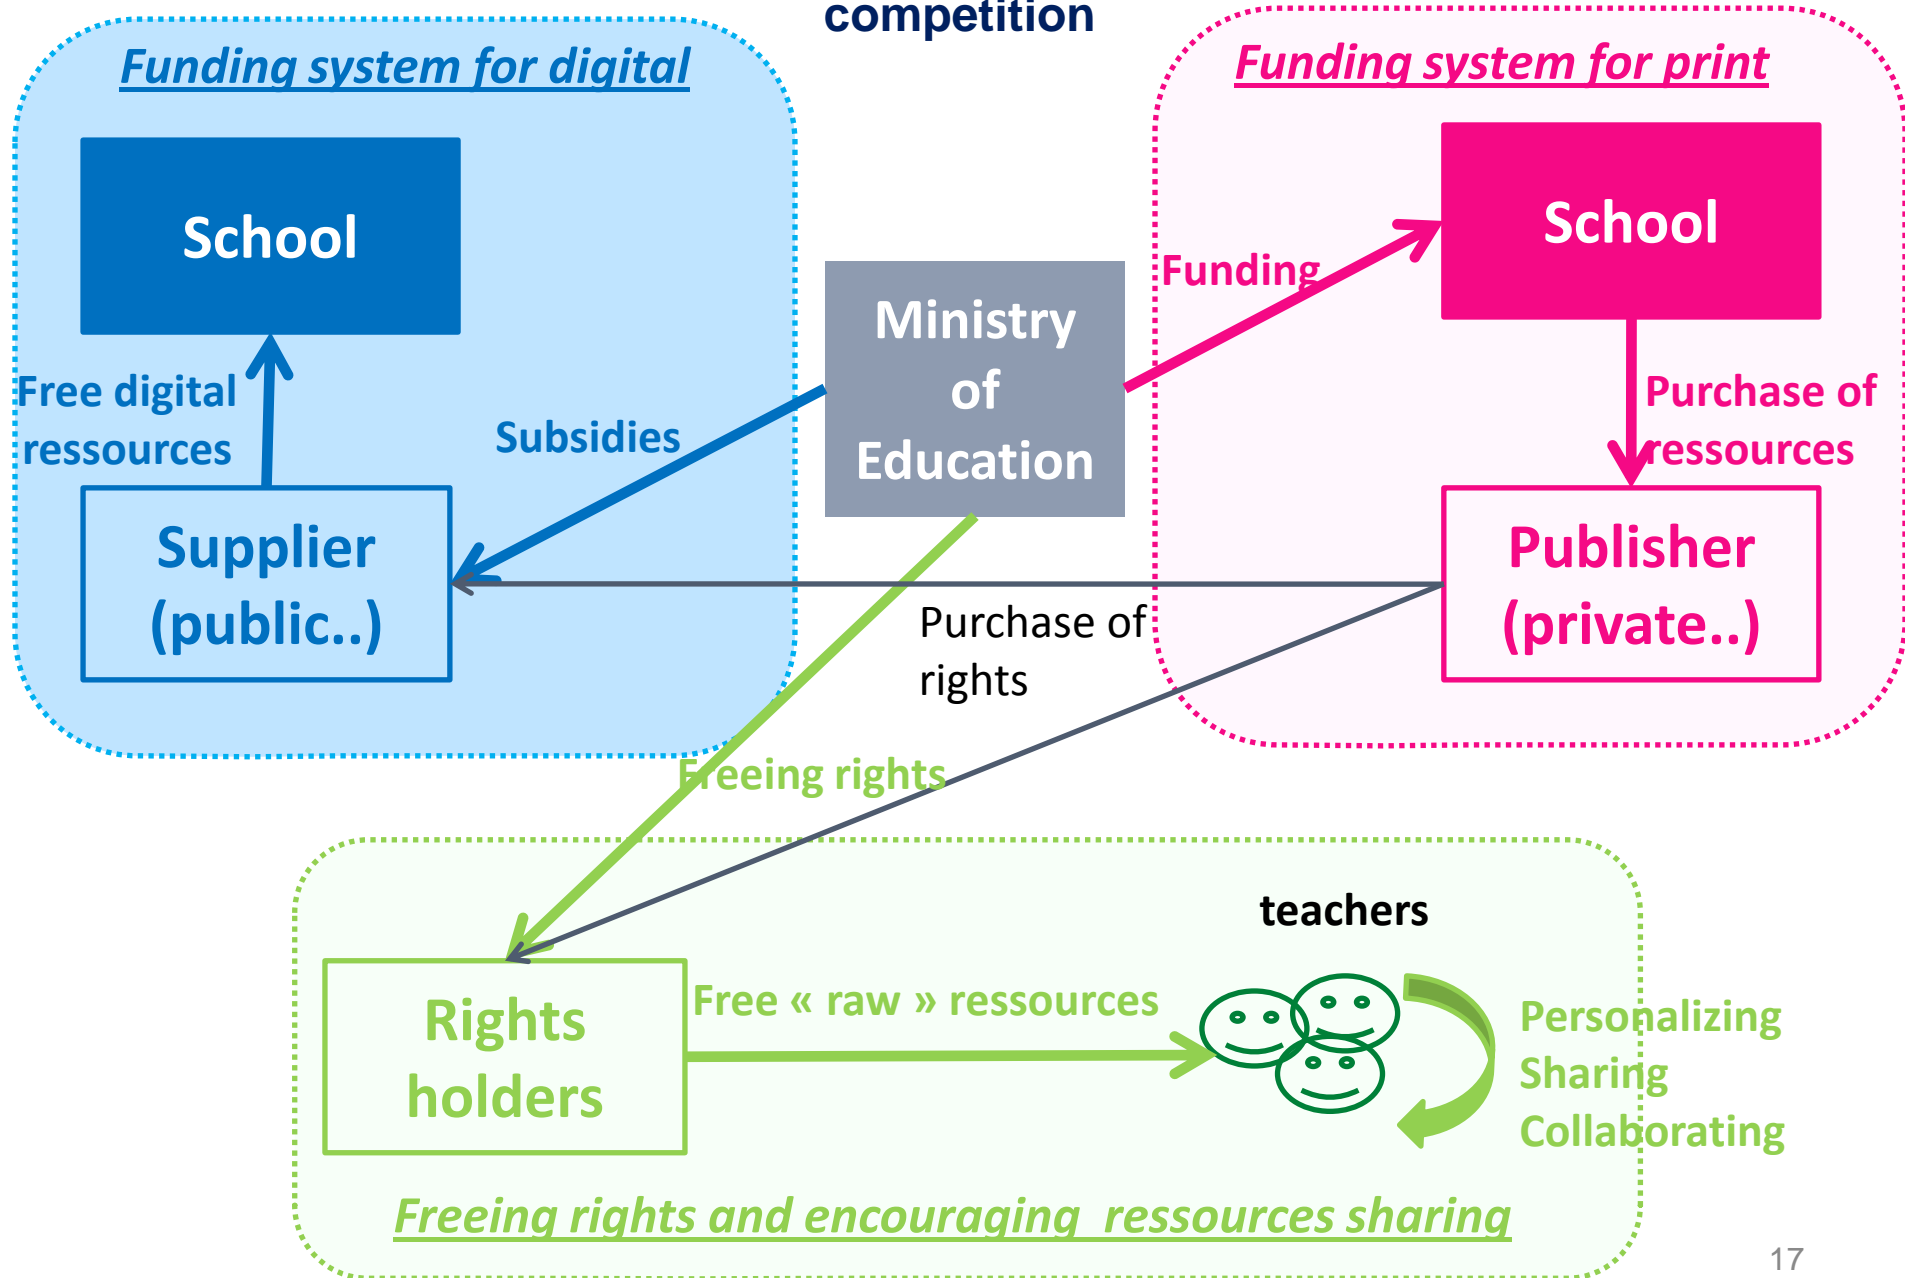 competition
Funding system for digital
Funding system for print
School
School
Ministry
of
Education
Funding
Free digital
ressources
Subsidies
Purchase of
ressources
Supplier
(public..)
Publisher
(private..)
Purchase of
rights
Freeing rights
teachers
Rights
holders
Free « raw » ressources
Personalizing
Sharing
Collaborating
Freeing rights and encouraging ressources sharing
17